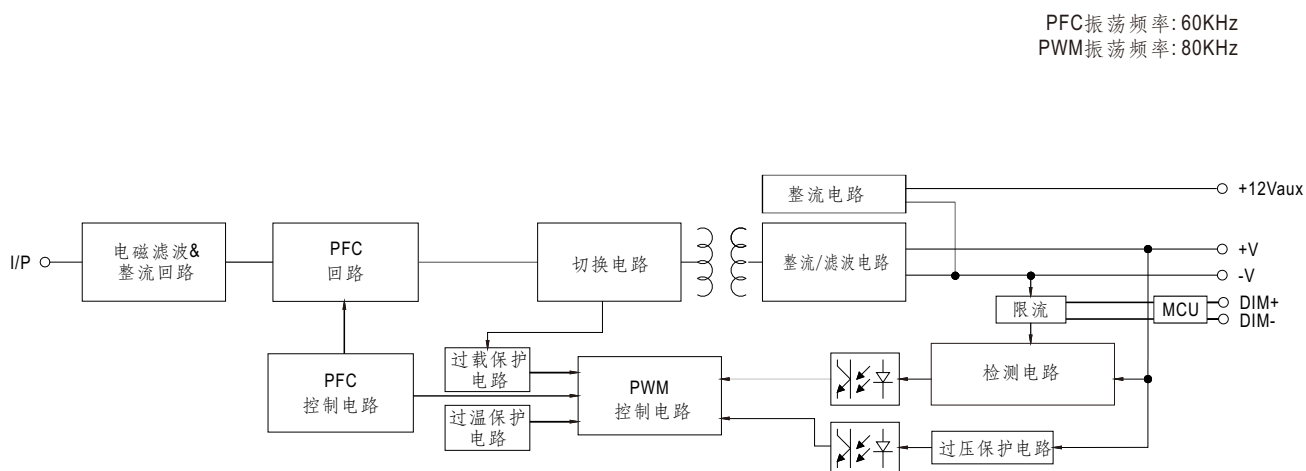 PFC振荡频率: 60KHz
PWM振荡频率: 80KHz
整流电路
+12Vaux
I/P
电磁滤波&
整流回路
PFC
回路
切换电路
整流/滤波电路
+V
-V
限流
MCU
DIM+
DIM-
PFC
控制电路
过载保护
电路
过温保护
电路
PWM
控制电路
检测电路
过压保护电路